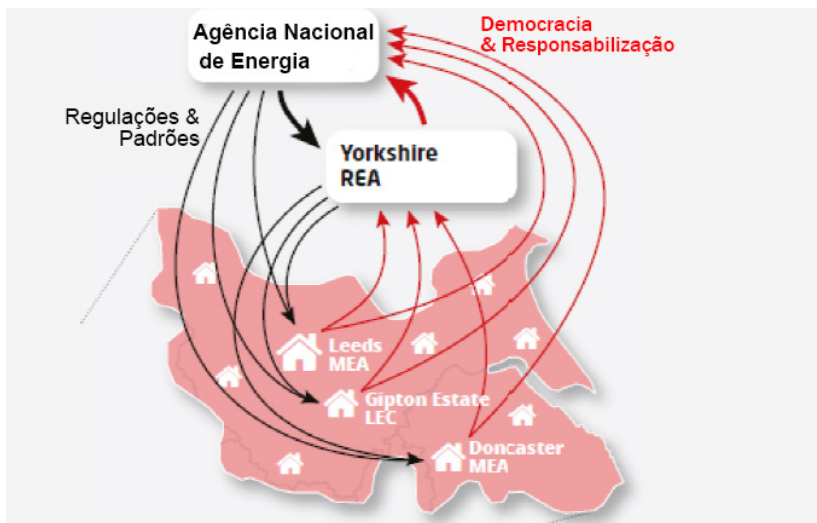 Agência Nacional
de Energia
Democracia
& Responsabilização
Regulações &
Padrões
Yorkshire
REA
Leeds
MEA
Gipton Estate
LEC
Doncaster
MEA